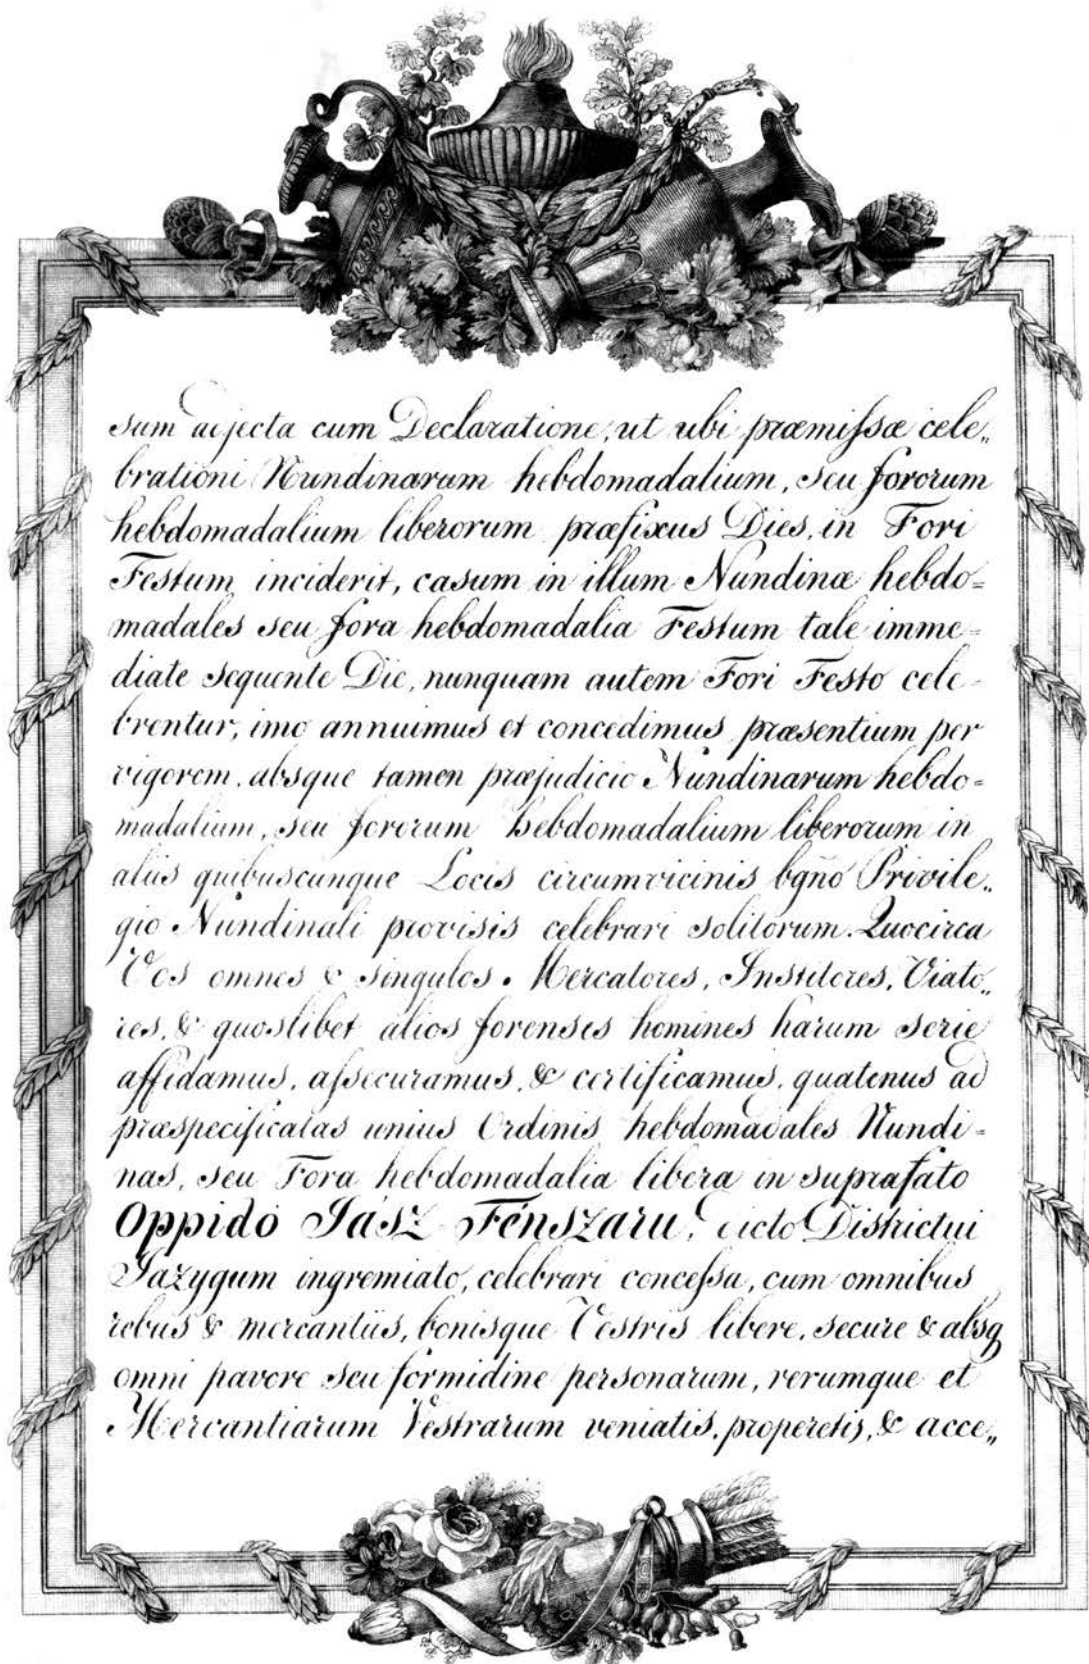 sum adjecta cum Declaratione, ut ubi præmiſsæ cele„
brationi Nundinarum hebdomadalium, seu fororum
hebdomadalium liberorum præfixus Dies, in Fori
Festum inciderit, casum in illum Nundinæ hebdo=
madales seu fora hebdomadalia Festum tale imme=
diate sequente Die, nunquam autem Fori Festo cele-
brentur, imo annuimus et concedimus præsentium per
vigorem, absque tamen præjudicio Nundinarum hebdo=
madalium, seu fororum hebdomadalium liberorum in
aliis quibuscunque Locis circumvicinis bgño Privile„
gio Nundinali provisis celebrari solitorum. Quocirca
Vos omnes & singulos. Mercatores, Institores, Viato„
res, & quoslibet alios forenses homines harum serie
affidamus, aſsecuramus, & certificamus, quatenus ad
præspecificatas unius Ordinis hebdomadales Nundi=
nas, seu Fora hebdomadalia libera in suprafato
Oppido Jász Fénszaru, dicto Districtui
Jazygum ingremiato, celebrari conceſsa, cum omnibus
rebus & mercantiis, bonisque Vestris libere, secure & absq
omni pavore seu formidine personarum, rerumque et
Mercantiarum Vestrarum veniatis, properetis, & acce„